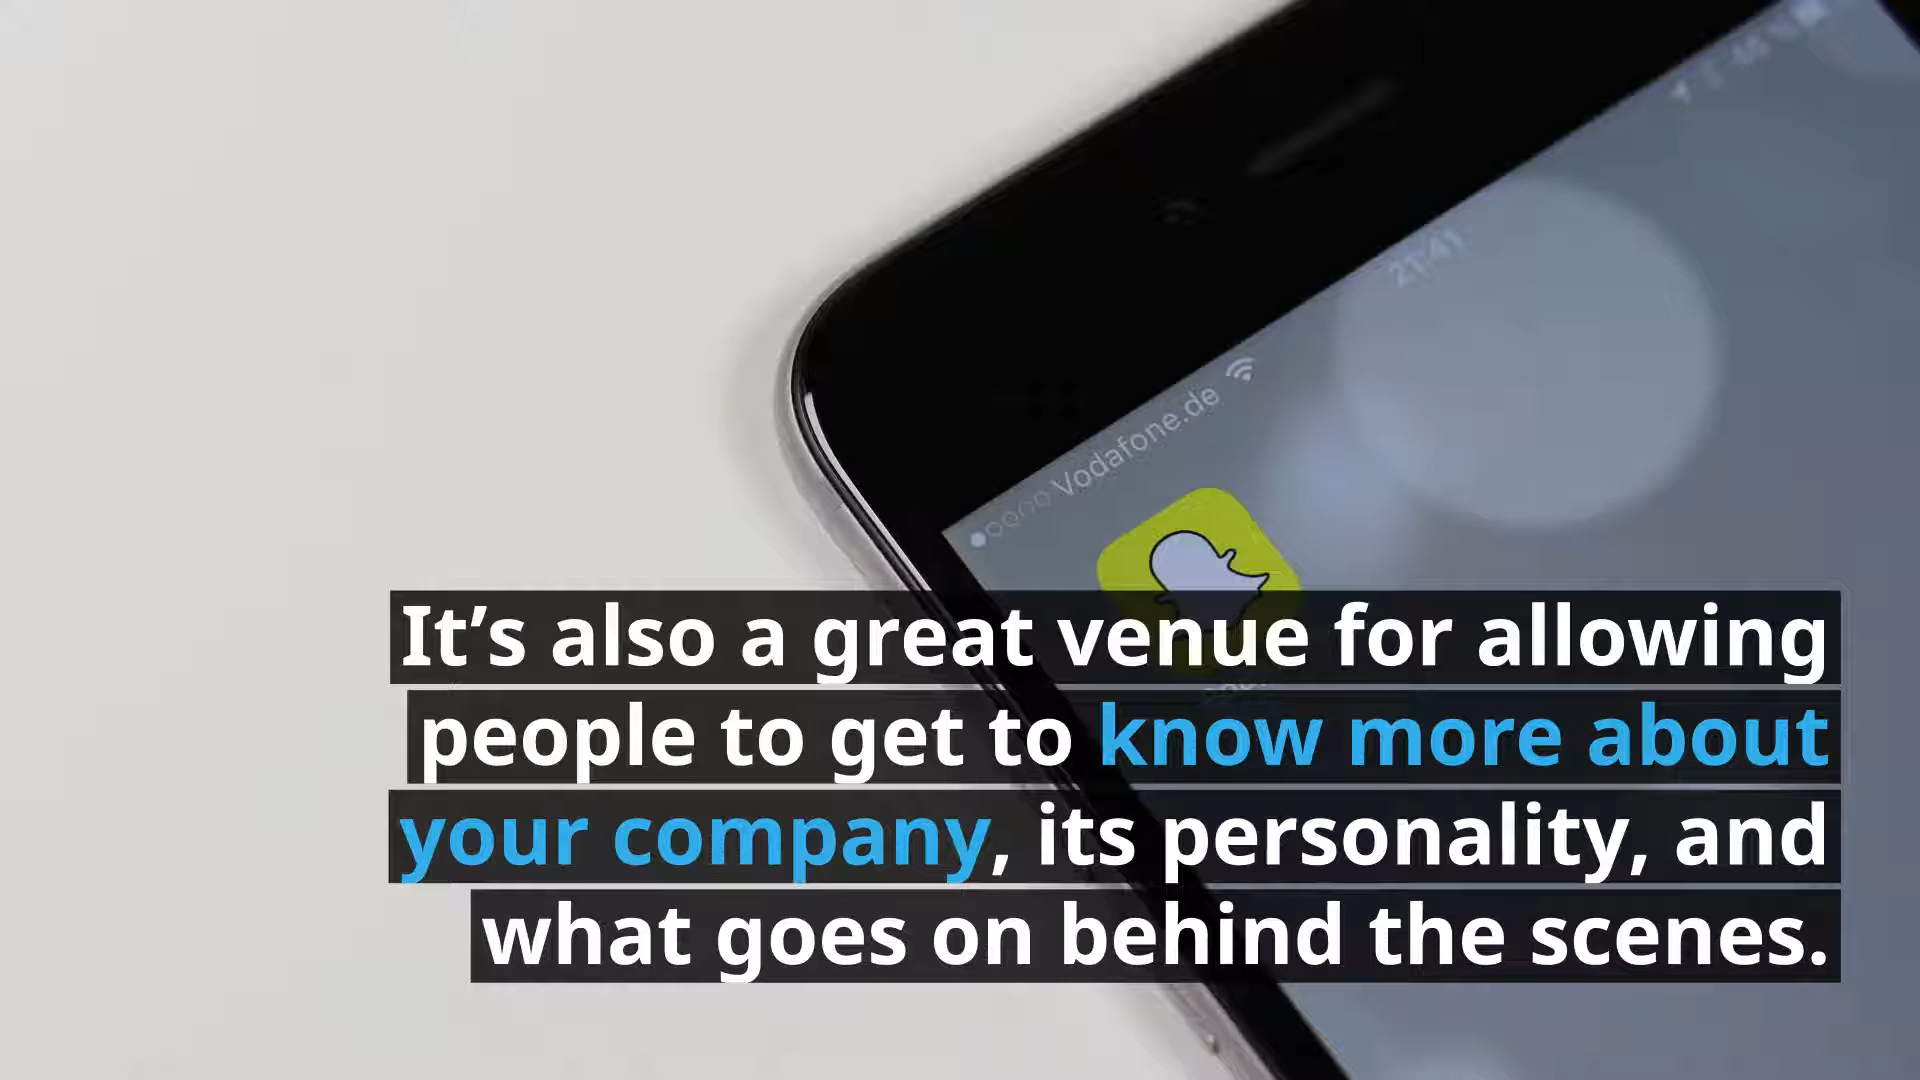 21:41
Vodafone.de
It’s also a great venue for allowing
people to get to know more about
your company, its personality, and
what goes on behind the scenes.